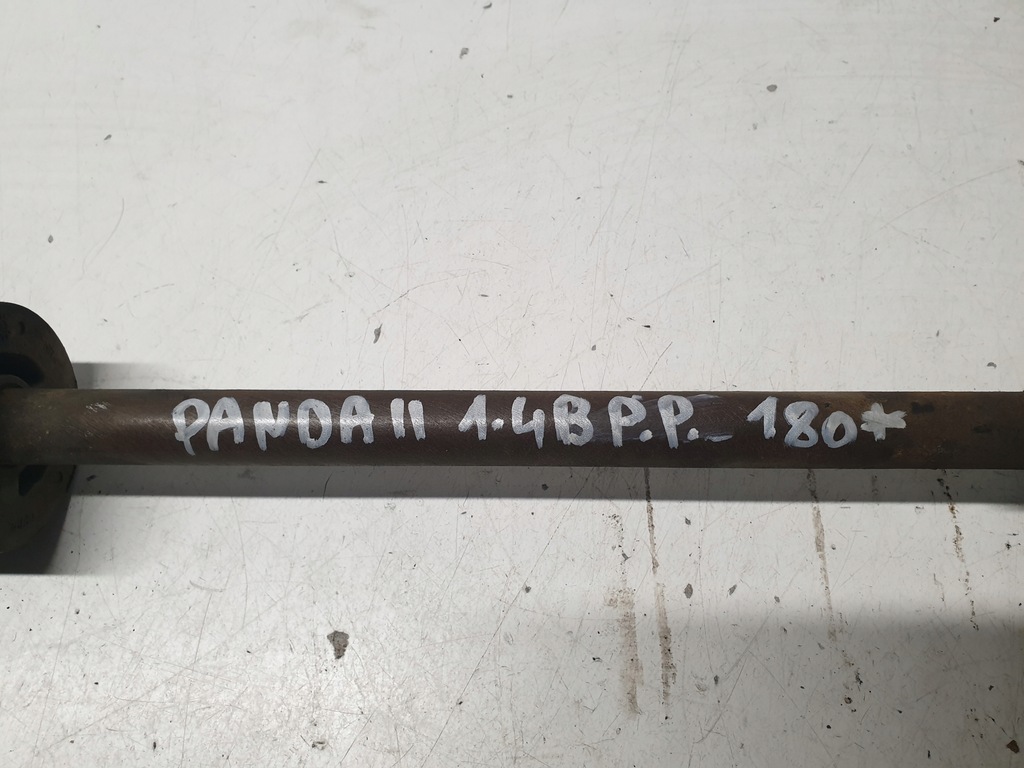 PANDA II 1.4B P.P. 180*